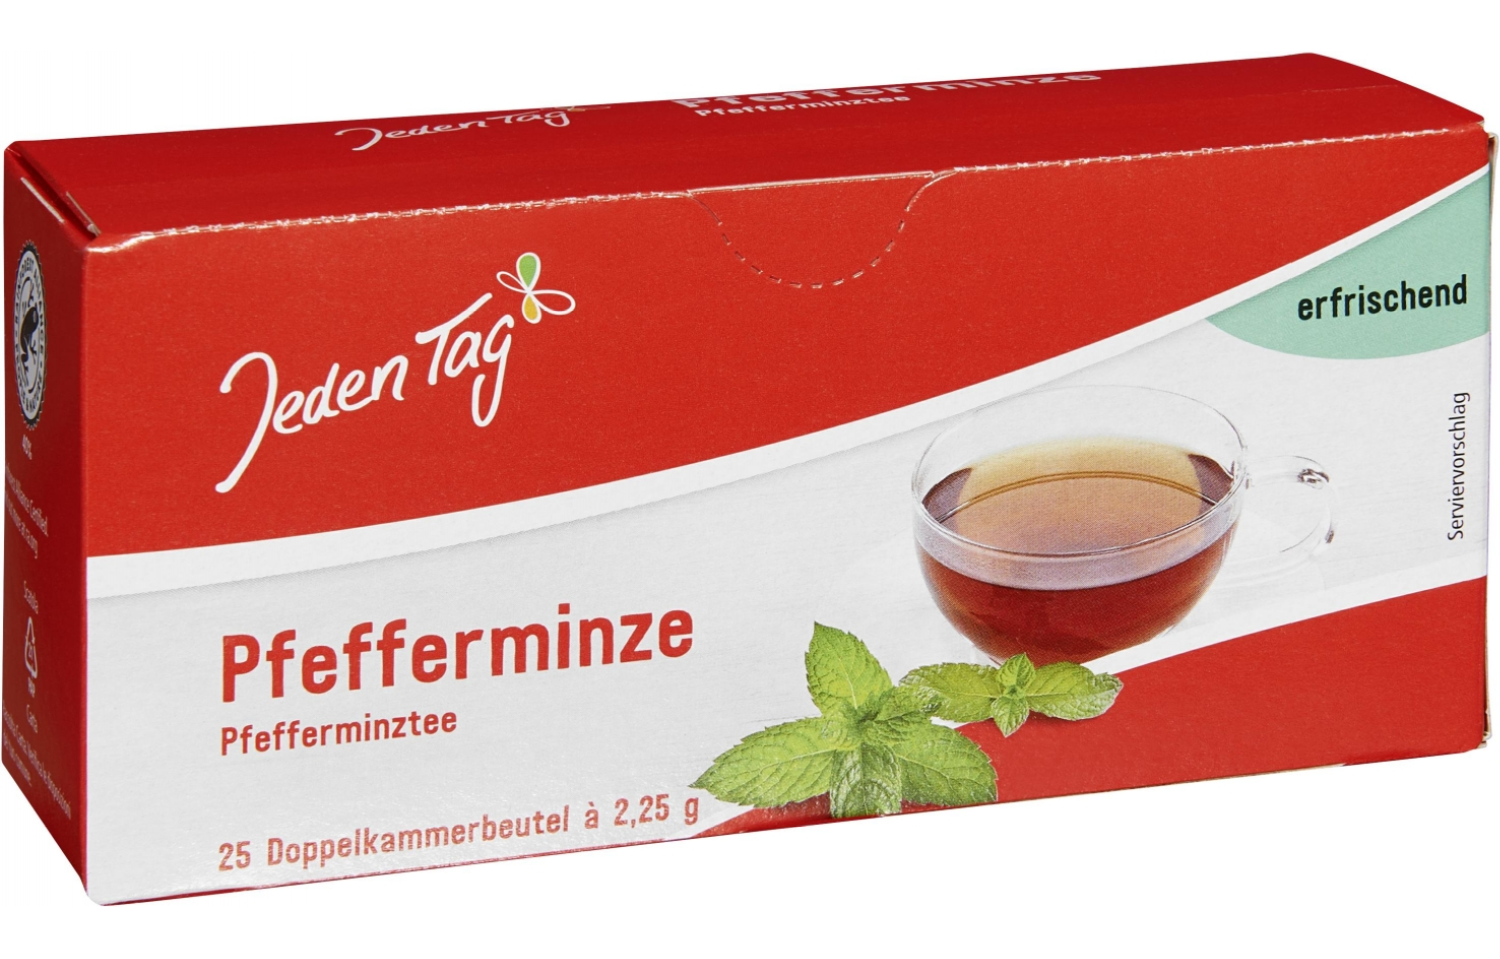 Jeden Tag
Pfefferminze
Pfefferminztee
Jeden Tag
erfrischend
Serviervorschlag
Pfefferminze
Pfefferminztee
25 Doppelkammerbeutel à 2,25 g